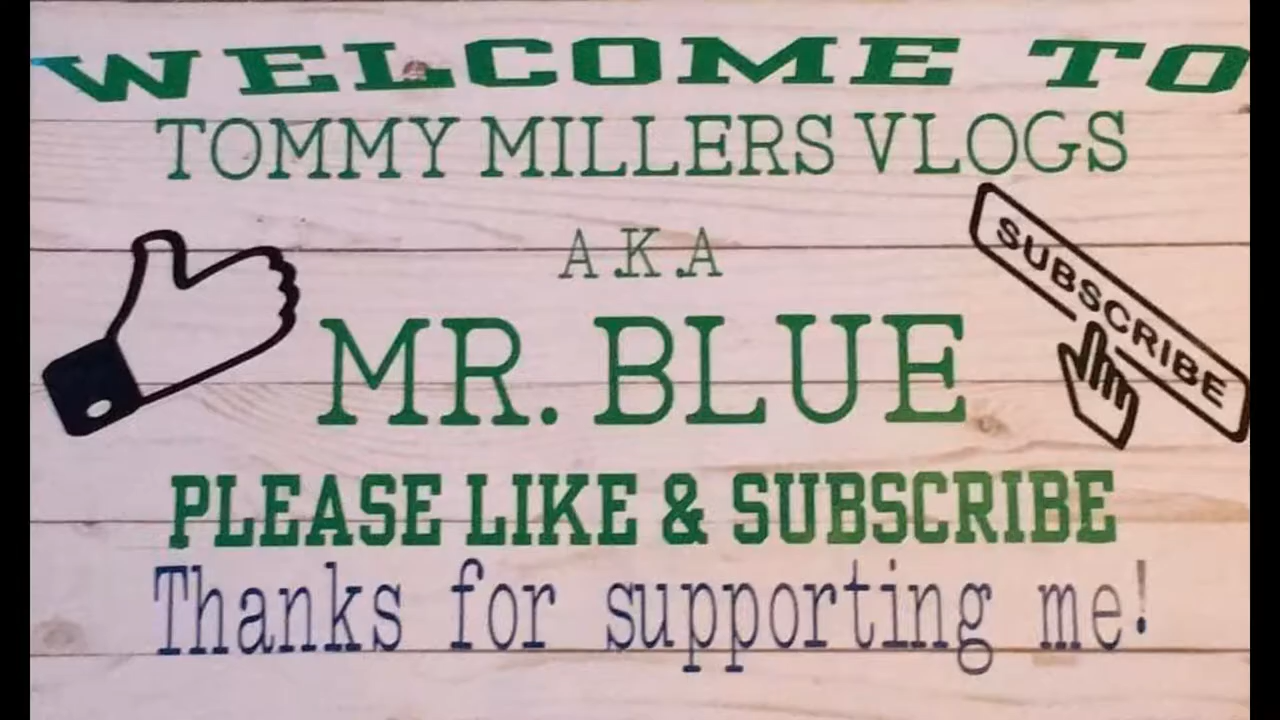 WELCOME TO
TOMMY MILLERS VLOGS
A.K.A
MR. BLUE
SUBSCRIBE
PLEASE LIKE & SUBSCRIBE
Thanks for supporting me!